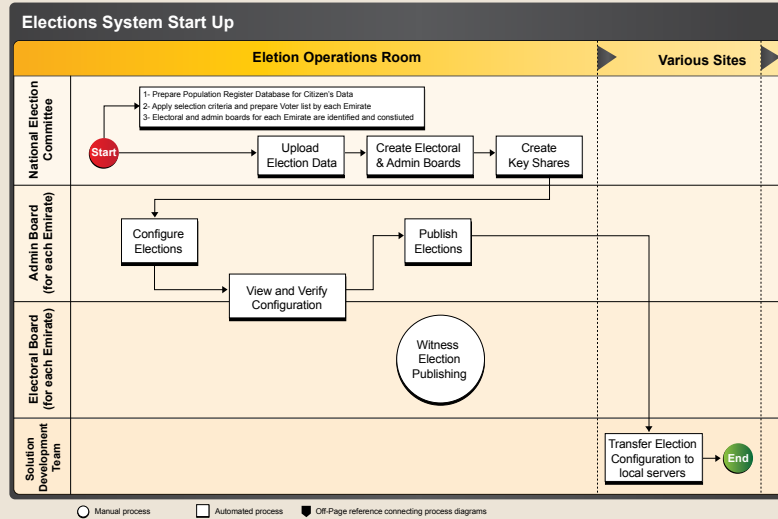 Elections System Start Up
Eletion Operations Room
Various Sites
National Election
Committee
1- Prepare Population Register Database for Citizen's Data
2- Apply selection criteria and prepare Voter list by each Emirate
3- Electoral and admin boards for each Emirate are identified and constiuted
Start
Upload
Election Data
Create Electoral
& Admin Boards
Create
Key Shares
Admin Board
(for each Emirate)
Configure
Elections
Publish
Elections
View and Verify
Configuration
Electoral Board
(for each Emirate)
Witness
Election
Publishing
Solution
Development
Team
Transfer Election
Configuration to
local servers
End
Manual process
Automated process
Off-Page reference connecting process diagrams